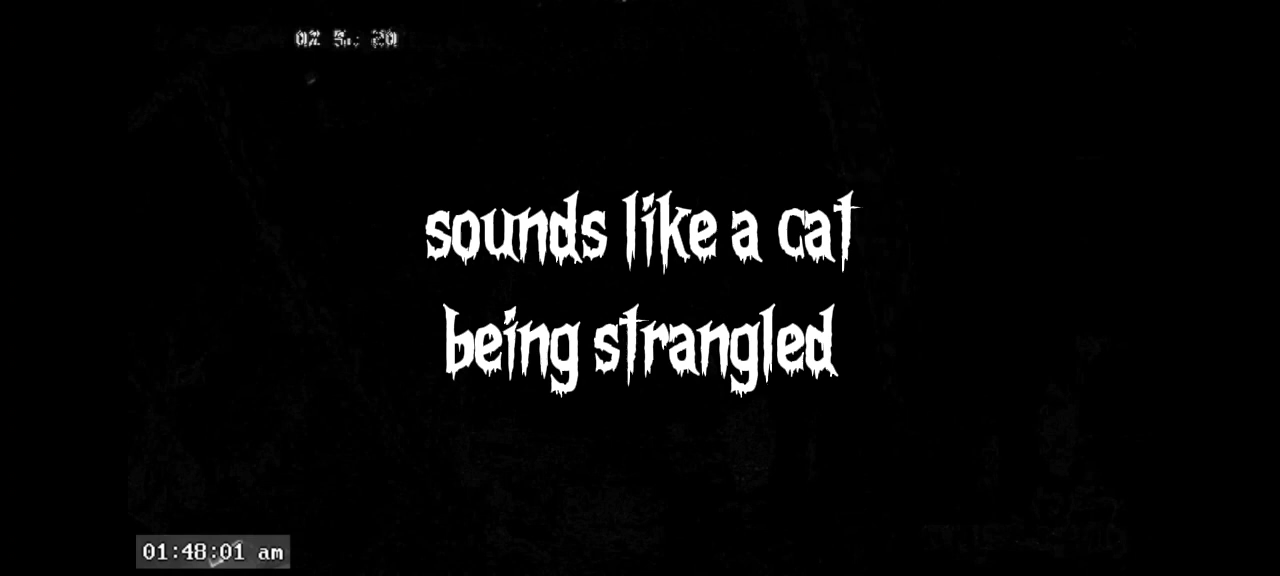 sounds like a cat
being strangled
01:48:01 am